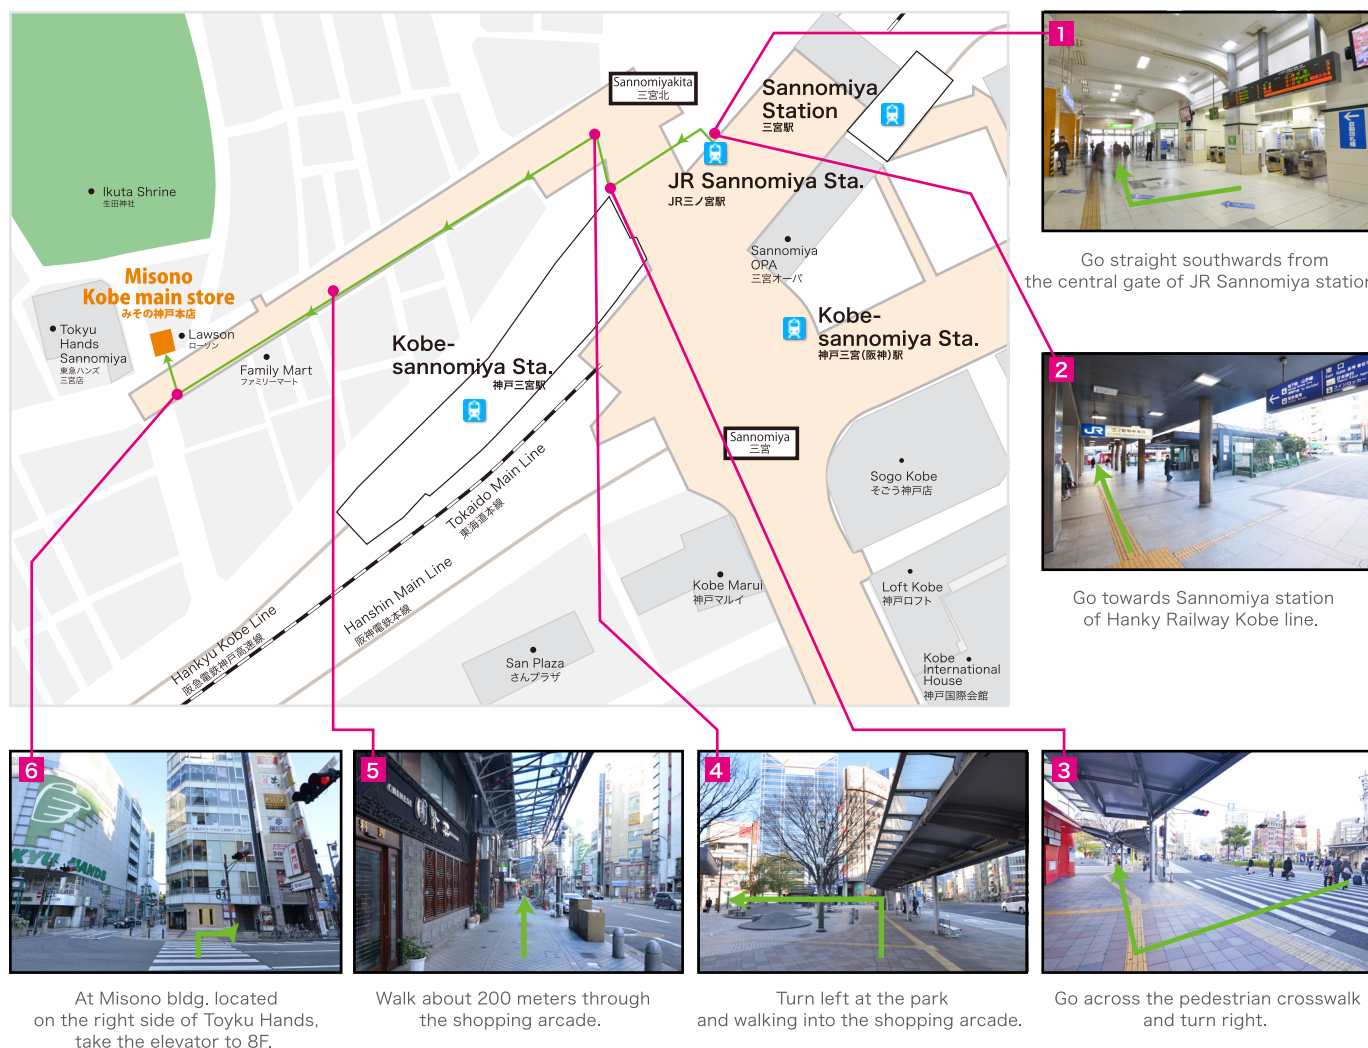 Sannomiyakita
三宮北
Sannomiya
Station
三宮駅
JR Sannomiya Sta.
JR三ノ宮駅
Ikuta Shrine
生田神社
Sannomiya
OPA
三宮オーパ
Misono
Kobe main store
みその神戸本店
Tokyu
Hands
Sannomiya
東急ハンズ
三宮店
Lawson
ローソン
Family Mart
ファミリーマート
Kobe-
sannomiya Sta.
神戸三宮駅
Kobe-
sannomiya Sta.
神戸三宮(阪神)駅
Sannomiya
三宮
Sogo Kobe
そごう神戸店
Tokaido Main Line
東海道本線
Hanshin Main Line
阪神電鉄本線
Hankyu Kobe Line
阪急電鉄神戸高速線
Kobe Marui
神戸マルイ
Loft Kobe
神戸ロフト
San Plaza
さんプラザ
Kobe
International
House
神戸国際会館
1
Go straight southwards from
the central gate of JR Sannomiya station
2
JR
Go towards Sannomiya station
of Hanky Railway Kobe line.
6
KYU HANDS
At Misono bldg. located
on the right side of Toyku Hands,
take the elevator to 8F.
5
CHINESE
Walk about 200 meters through
the shopping arcade.
4
Turn left at the park
and walking into the shopping arcade.
3
Go across the pedestrian crosswalk
and turn right.